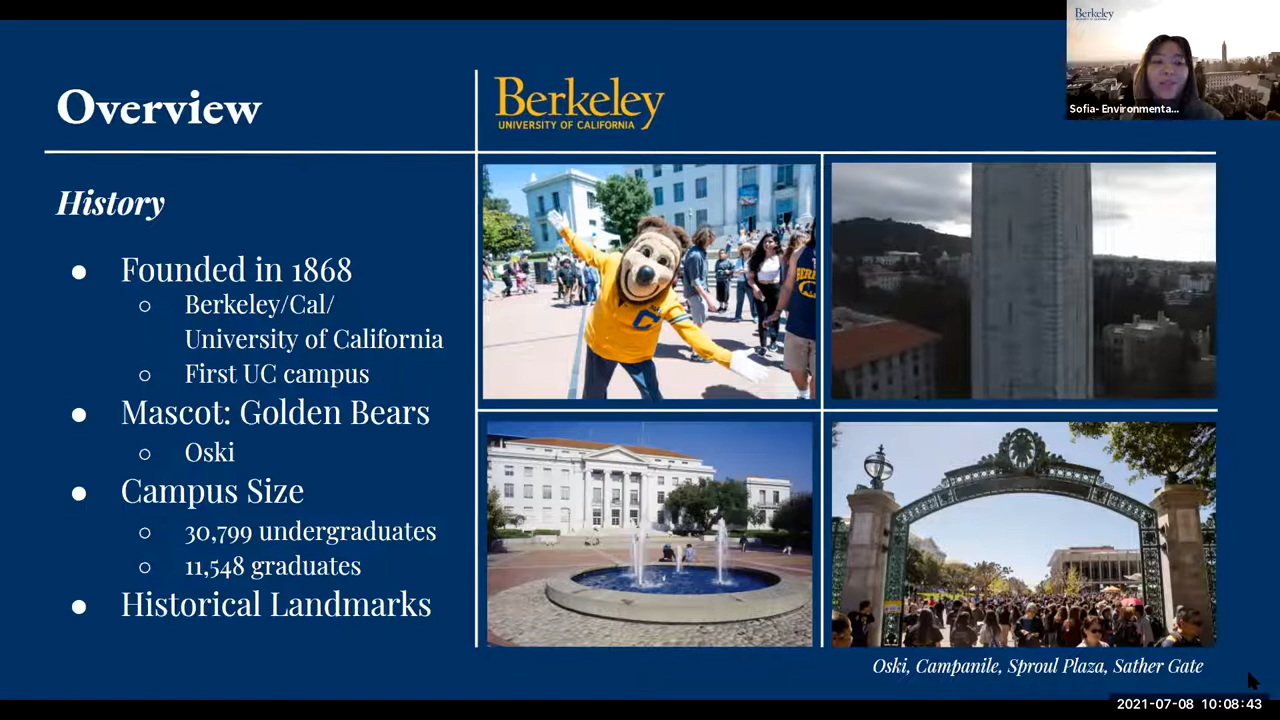 Overview
Berkeley
UNIVERSITY OF CALIFORNIA
Berkeley
Sofia- Environmenta...
History
● Founded in 1868
○ Berkeley/Cal/
University of California
○ First UC campus
● Mascot: Golden Bears
○ Oski
● Campus Size
○ 30,799 undergraduates
○ 11,548 graduates
● Historical Landmarks
C
Oski, Campanile, Sproul Plaza, Sather Gate
2021-07-08 10:08:43